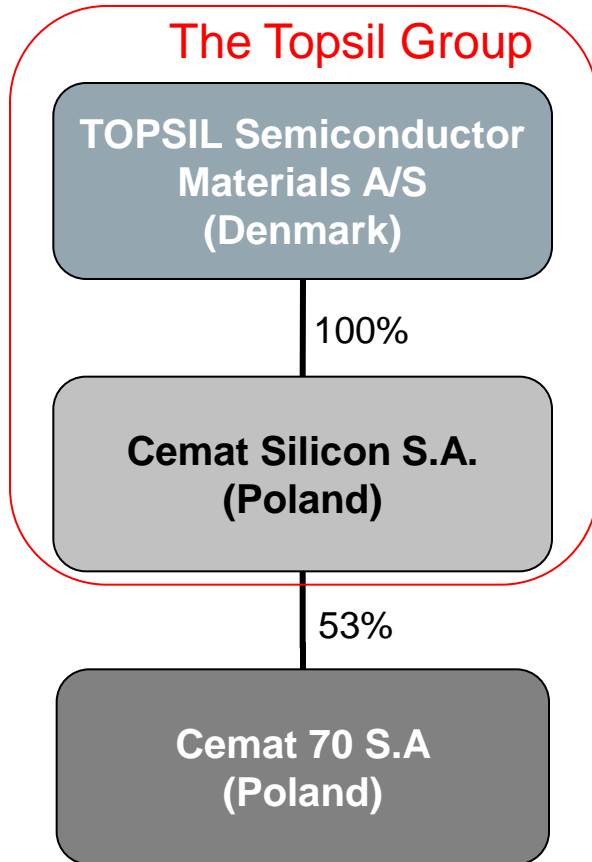 The Topsil Group
TOPSIL Semiconductor
Materials A/S
(Denmark)
100%
Cemat Silicon S.A.
(Poland)
53%
Cemat 70 S.A
(Poland)